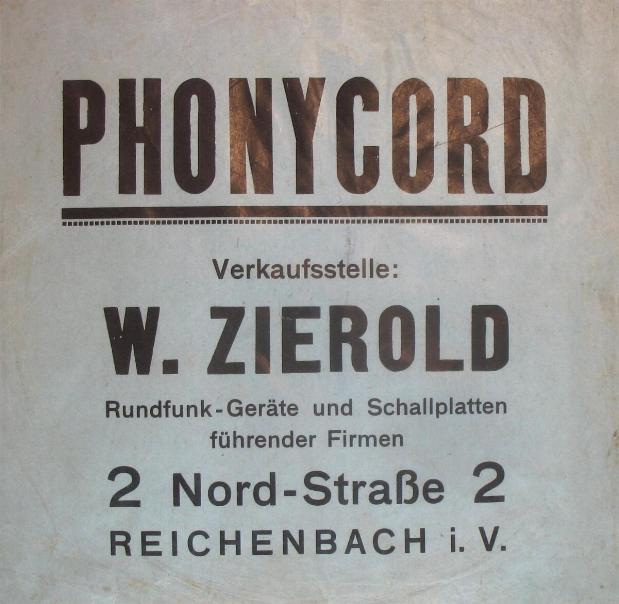 PHONYCORD
Verkaufsstelle:
W. ZIEROLD
Rundfunk-Geräte und Schallplatten
führender Firmen
2 Nord-Straße 2
REICHENBACH i. V.